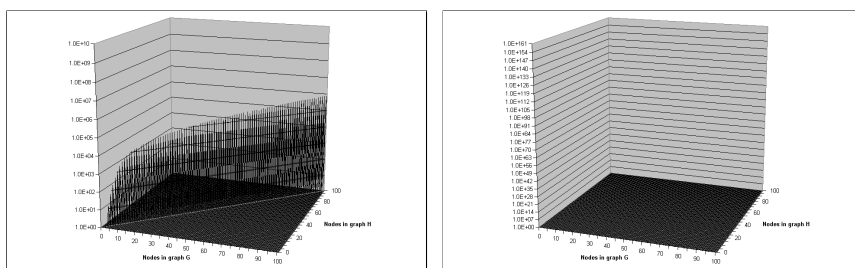 1.0E+10
1.0E+09
1.0E+08
1.0E+07
1.0E+06
1.0E+05
1.0E+04
1.0E+03
1.0E+02
1.0E+01
1.0E+00
0
10
20
30
40
50
60
70
80
90
100
Nodes in graph G
0
20
40
60
80
100
Nodes in graph H
1.0E+161
1.0E+154
1.0E+147
1.0E+140
1.0E+133
1.0E+126
1.0E+119
1.0E+112
1.0E+105
1.0E+98
1.0E+91
1.0E+84
1.0E+77
1.0E+70
1.0E+63
1.0E+56
1.0E+49
1.0E+42
1.0E+35
1.0E+28
1.0E+21
1.0E+14
1.0E+07
1.0E+00
0
10
20
30
40
50
60
70
80
90
100
Nodes in graph G
0
20
40
60
80
100
Nodes in graph H